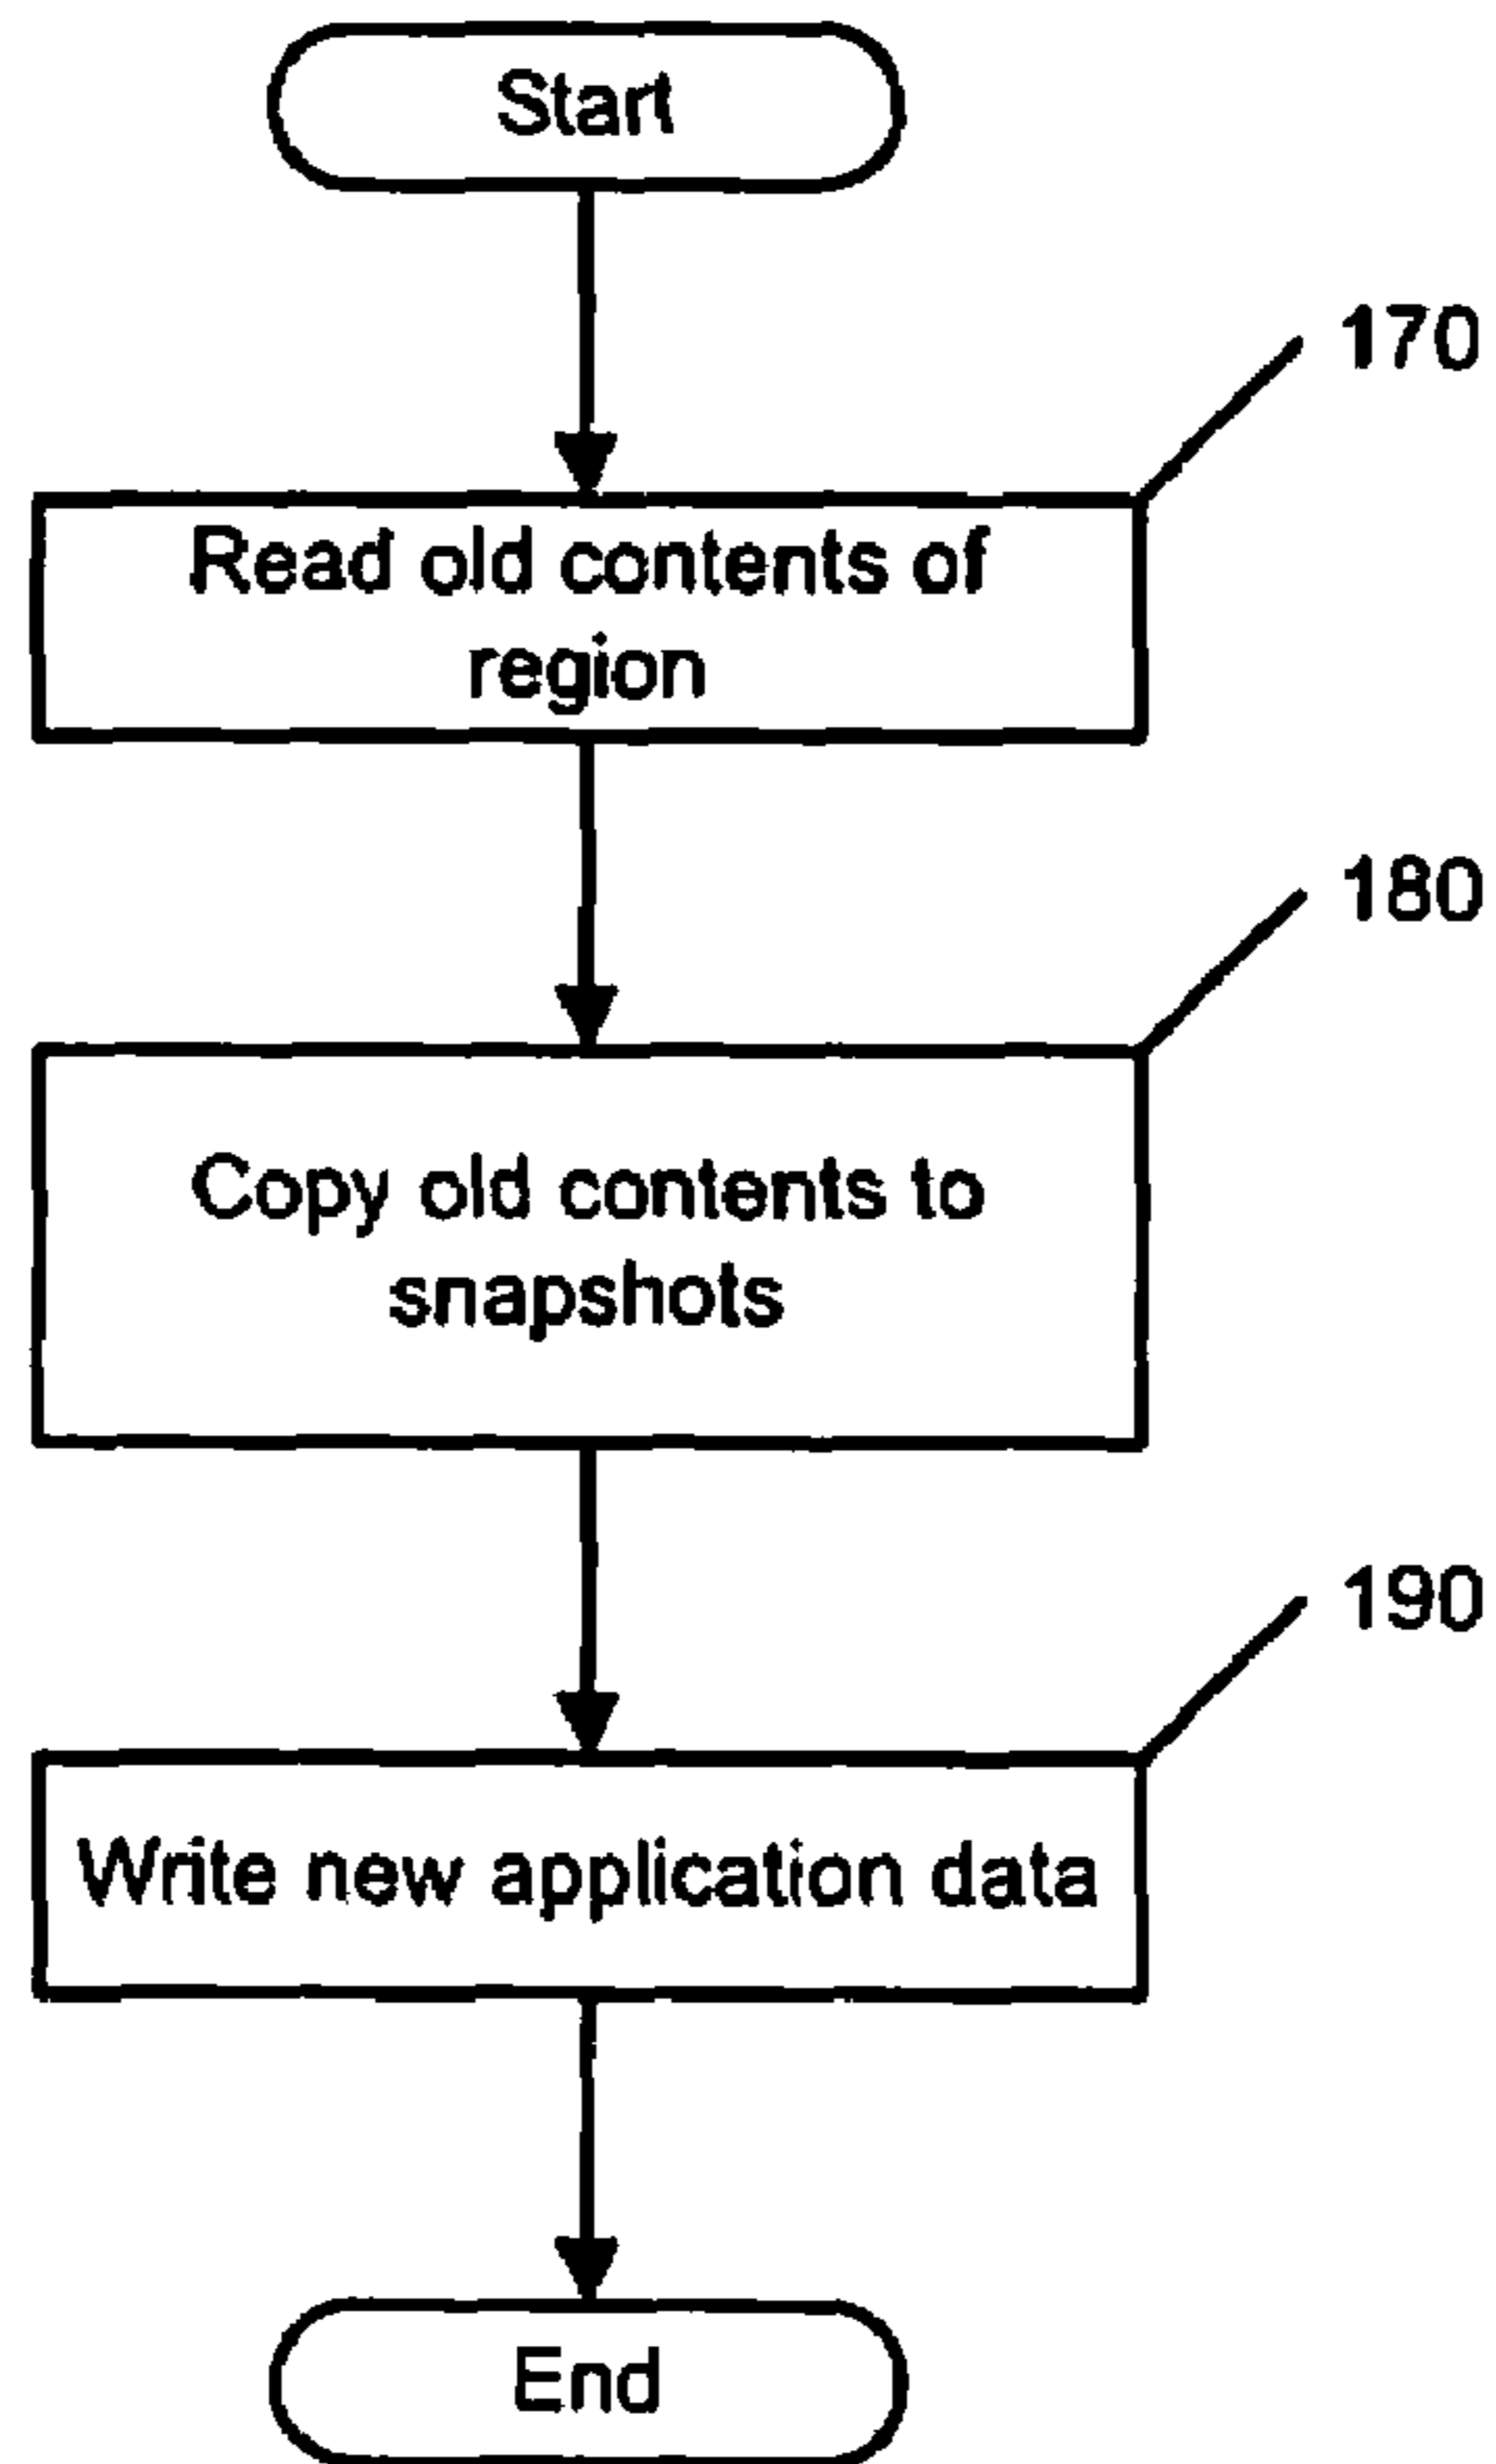 Start
170
Read old contents of
region
180
Copy old contents to
snapshots
190
Write new application data
End